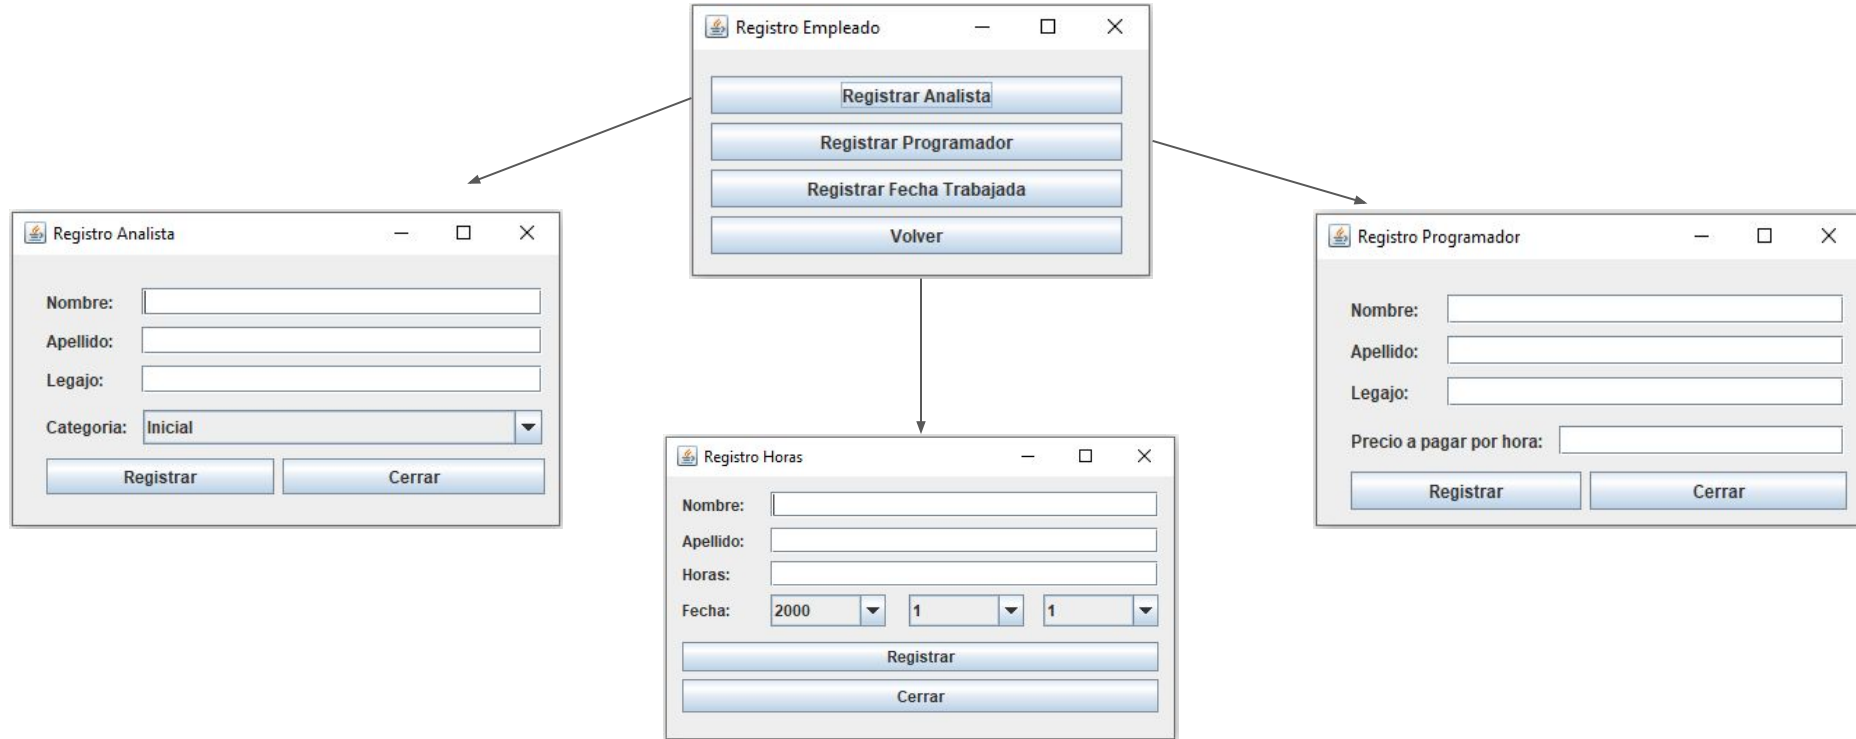 Registro Empleado
Registrar Analista
Registrar Programador
Registrar Fecha Trabajada
Volver
Registro Analista
Nombre:
Apellido:
Legajo:
Categoria: Inicial
Registrar Cerrar
Registro Horas
Nombre:
Apellido:
Horas:
Fecha: 2000 1 1
Registrar
Cerrar
Registro Programador
Nombre:
Apellido:
Legajo:
Precio a pagar por hora:
Registrar Cerrar